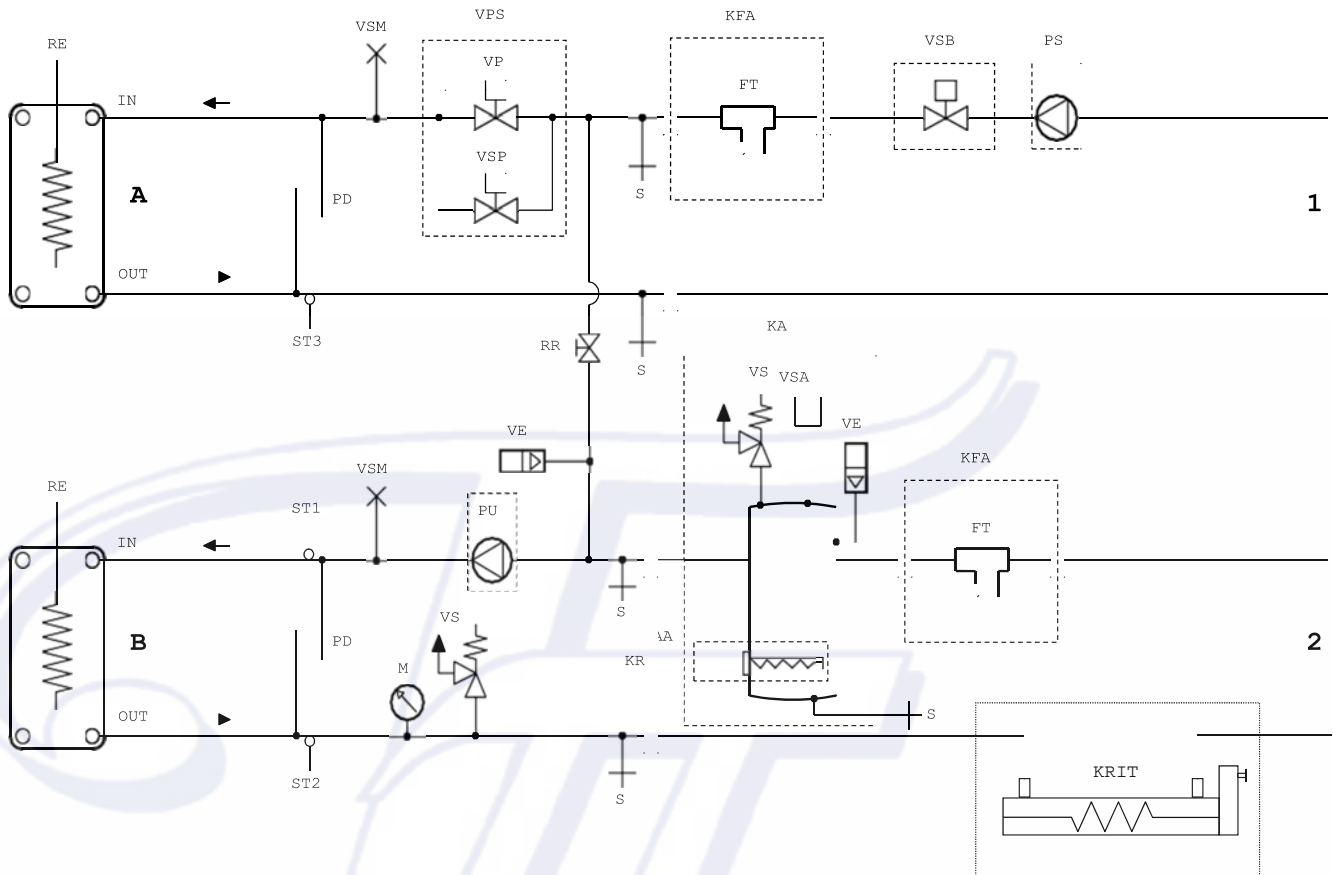 VPS
KFA
VSM
VSB
PS
RE
VP
FT
IN
VSP
A
PD
S
1
OUT
ST3
KA
RR
S
VS
VSA
VE
VE
KFA
VSM
RE
ST1
PU
FT
IN
S
VS
B
PD
AA
2
M
KR
OUT
S
ST2
KRIT
S